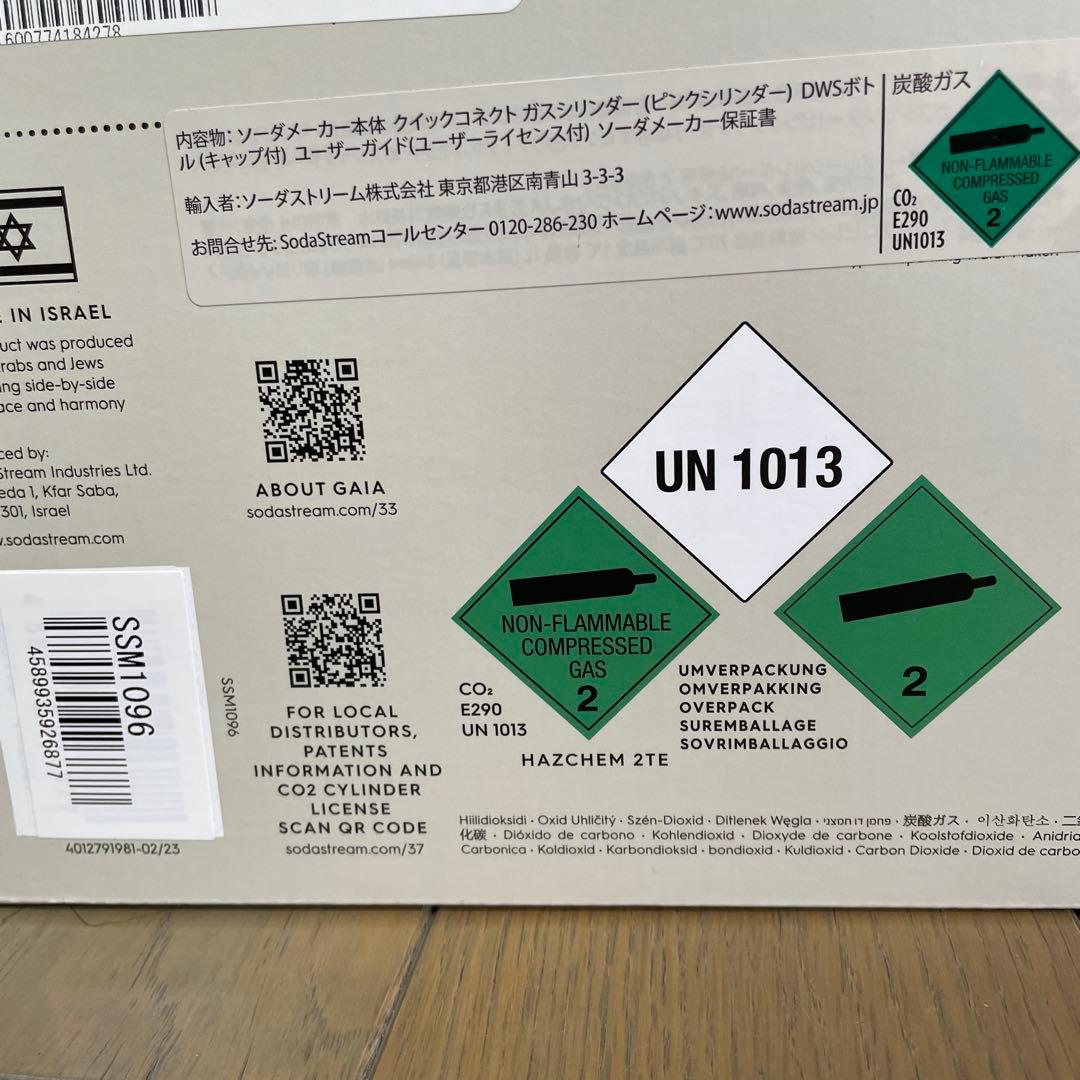 600774184278
内容物: ソーダメーカー本体 クイックコネクト ガスシリンダー (ピンクシリンダー) DWSボト
ル (キャップ付) ユーザーガイド(ユーザーライセンス付) ソーダメーカー保証書
輸入者:ソーダストリーム株式会社 東京都港区南青山 3-3-3
お問合せ先: SodaStreamコールセンター 0120-286-230 ホームページ:www.sodastream.jp
炭酸ガス
NON-FLAMMABLE
COMPRESSED
GAS
2
CO₂
E290
UN1013
IN ISRAEL
uct was produced
rabs and Jews
ng side-by-side
ace and harmony
ced by:
Stream Industries Ltd.
eda 1, Kfar Saba,
301, Israel
.sodastream.com
ABOUT GAIA
sodastream.com/33
UN 1013
NON-FLAMMABLE
COMPRESSED
GAS
2
CO₂
E290
UN 1013
HAZCHEM 2TE
2
UMVERPACKUNG
OMVERPAKKING
OVERPACK
SUREMBALLAGE
SOVRIMBALLAGGIO
SSM1096
4589935926877
SSM1096
4012791981-02/23
FOR LOCAL
DISTRIBUTORS,
PATENTS
INFORMATION AND
CO2 CYLINDER
LICENSE
SCAN QR CODE
sodastream.com/37
Hiilidioksidi · Oxid Uhličitý · Szén-Dioxid · Ditlenek Węgla · פחמן דו חמצני · 炭酸ガス · 이산화탄소 · 二
化碳 · Dióxido de carbono · Kohlendioxid · Dioxyde de carbone · Koolstofdioxide · Anidri
Carbonica · Koldioxid · Karbondioksid · bondioxid · Kuldioxid · Carbon Dioxide · Dioxid de carbo